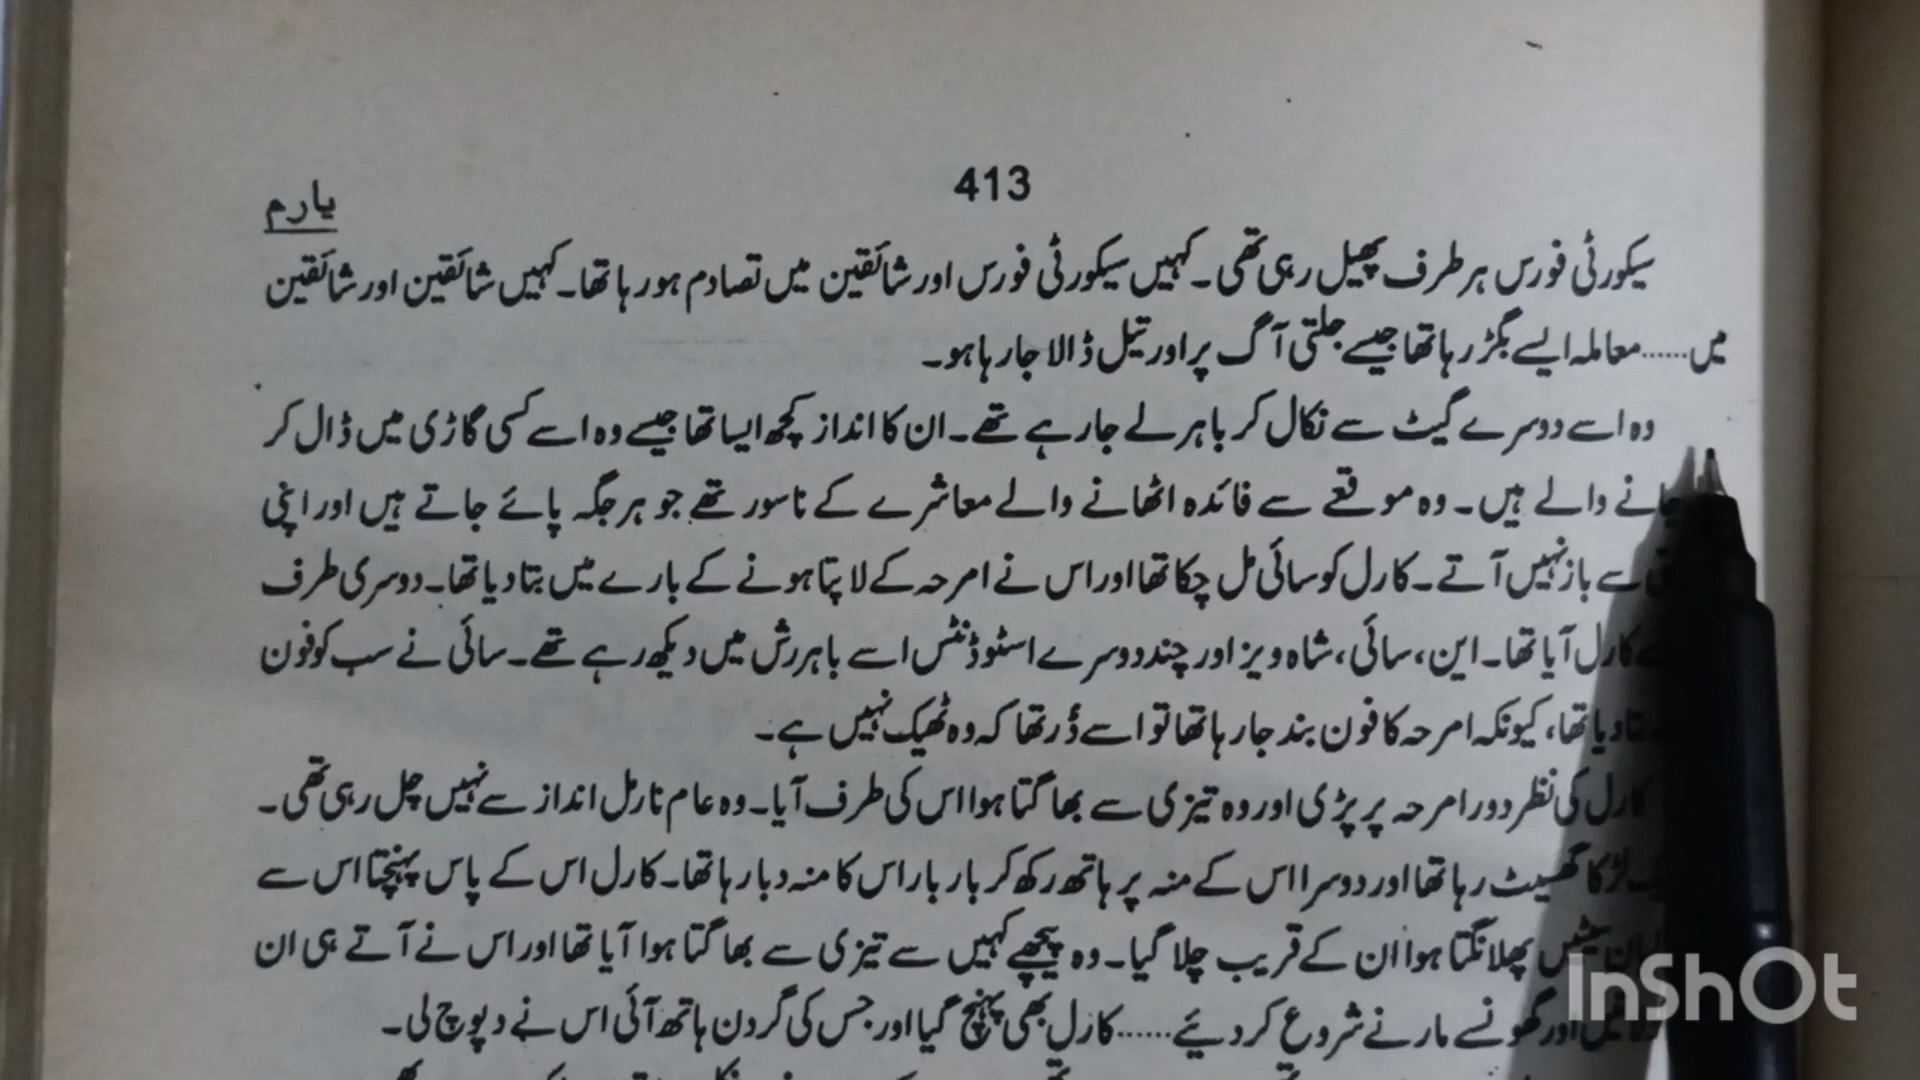 413
یارم
سیکورٹی فورس ہر طرف پھیل رہی تھی۔ کہیں سیکورٹی فورس اور شائقین میں تصادم ہو رہا تھا۔ کہیں شائقین اور شائقین
میں......معاملہ ایسے بگڑ رہا تھا جیسے جلتی آگ پر اور تیل ڈالا جا رہا ہو۔
وہ اسے دوسرے گیٹ سے نکال کر باہر لے جا رہے تھے۔ ان کا انداز کچھ ایسا تھا جیسے وہ اسے کسی گاڑی میں ڈال کر
جانے والے ہیں۔ وہ موقعے سے فائدہ اٹھانے والے معاشرے کے ناسور تھے جو ہر جگہ پائے جاتے ہیں اور اپنی
سے باز نہیں آتے۔ کارل کو سائی مل چکا تھا اور اس نے امرحہ کے لاپتا ہونے کے بارے میں بتا دیا تھا۔ دوسری طرف
کارل آیا تھا۔ این، سائی، شاہ ویز اور چند دوسرے اسٹوڈنٹس اسے باہر رش میں دیکھ رہے تھے۔ سائی نے سب کو فون
بتا دیا تھا، کیونکہ امرحہ کا فون بند جا رہا تھا تو اسے ڈر تھا کہ وہ ٹھیک نہیں ہے۔
کارل کی نظر دور امرحہ پر پڑی اور وہ تیزی سے بھاگتا ہوا اس کی طرف آیا۔ وہ عام نارمل انداز سے نہیں چل رہی تھی۔
لڑکا گھسیٹ رہا تھا اور دوسرا اس کے منہ پر ہاتھ رکھ کر بار بار اس کا منہ دبا رہا تھا۔ کارل اس کے پاس پہنچتا اس سے
سیٹیں پھلانگتا ہوا ان کے قریب چلا گیا۔ وہ پیچھے کہیں سے تیزی سے بھاگتا ہوا آیا تھا اور اس نے آتے ہی ان
اور گھونسے مارنے شروع کر دیئے......کارل بھی پہنچ گیا اور جس کی گردن ہاتھ آئی اس نے دبوچ لی۔
InShOt